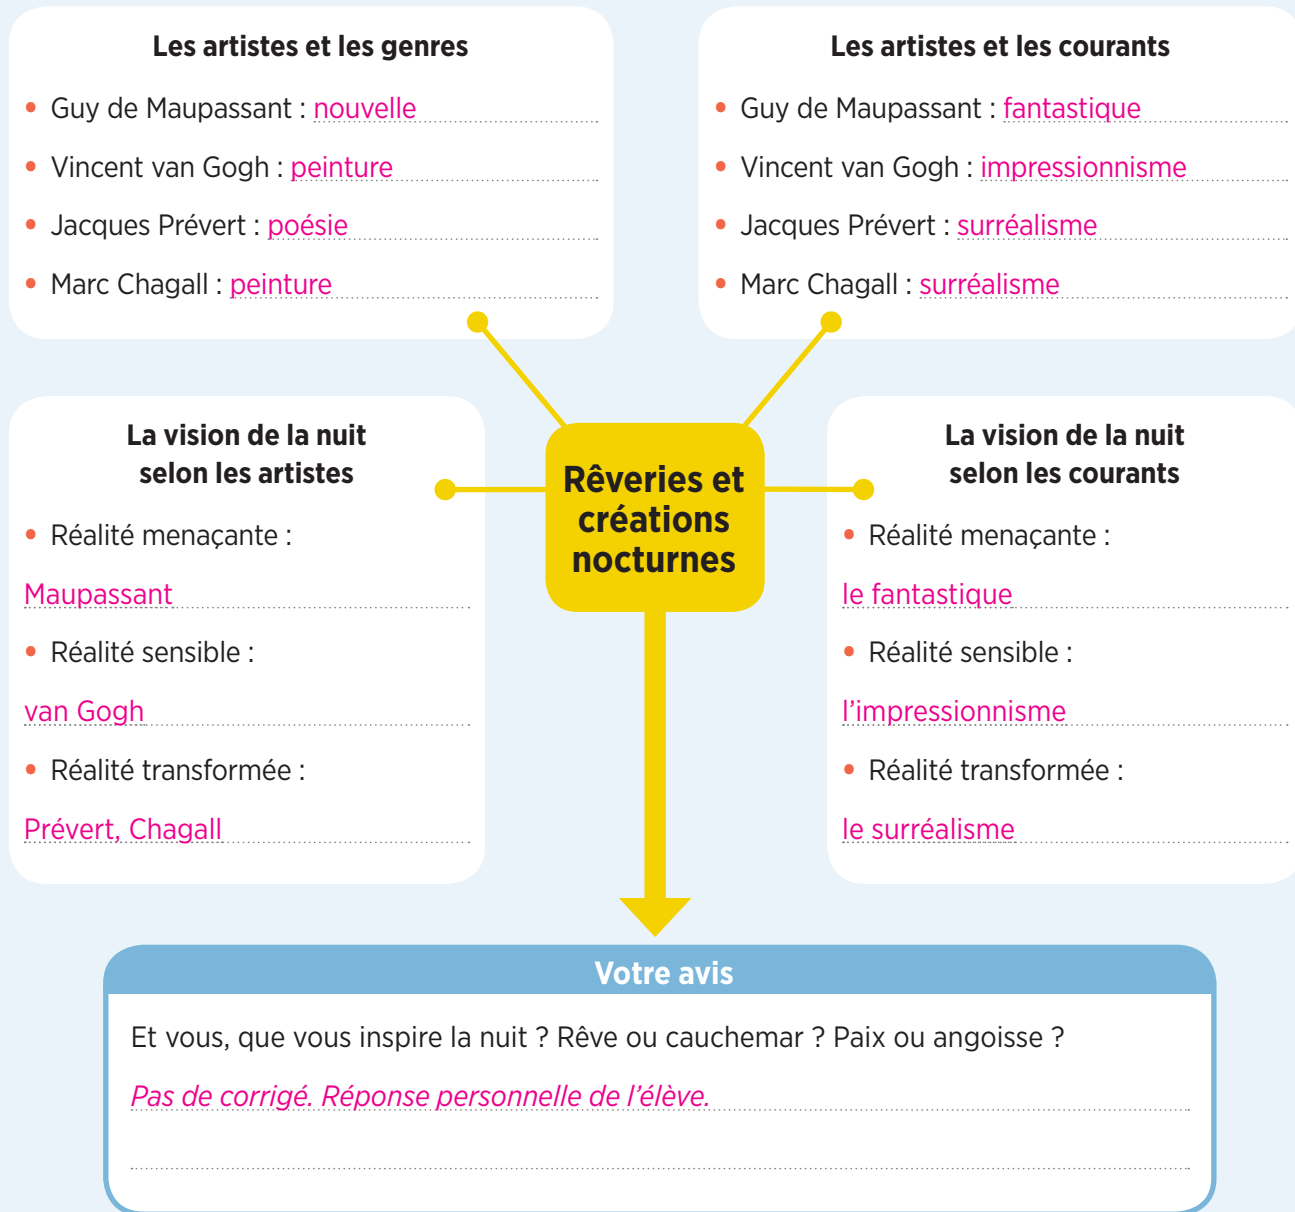 Les artistes et les genres
• Guy de Maupassant : nouvelle
• Vincent van Gogh : peinture
• Jacques Prévert : poésie
• Marc Chagall : peinture
Les artistes et les courants
• Guy de Maupassant : fantastique
• Vincent van Gogh : impressionnisme
• Jacques Prévert : surréalisme
• Marc Chagall : surréalisme
La vision de la nuit
selon les artistes
• Réalité menaçante :
Maupassant
• Réalité sensible :
van Gogh
• Réalité transformée :
Prévert, Chagall
Rêveries et
créations
nocturnes
La vision de la nuit
selon les courants
• Réalité menaçante :
le fantastique
• Réalité sensible :
l’impressionnisme
• Réalité transformée :
le surréalisme
Votre avis
Et vous, que vous inspire la nuit ? Rêve ou cauchemar ? Paix ou angoisse ?
Pas de corrigé. Réponse personnelle de l’élève.